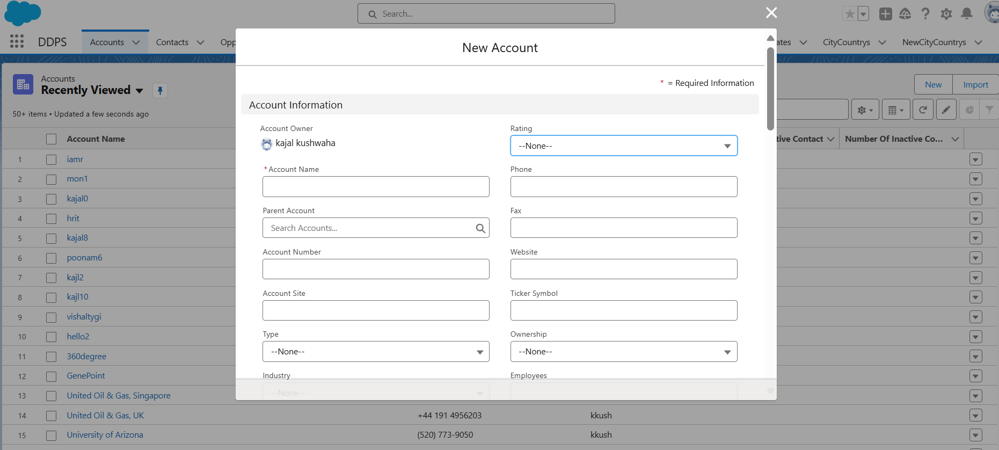 Search...
DDPS
Accounts
Contacts
CityCountrys
NewCityCountrys
New Account
* = Required Information
Account Information
Account Owner
kajal kushwaha
Rating
--None--
* Account Name
Phone
Parent Account
Search Accounts...
Fax
Account Number
Website
Account Site
Ticker Symbol
Type
--None--
Ownership
--None--
Industry
--None--
Employees
Accounts
Recently Viewed
50+ items • Updated a few seconds ago
New
Import
Account Name
Contact
Number Of Inactive Co...
1 iamr
2 mon1
3 kajal0
4 hrit
5 kajal8
6 poonam6
7 kajl2
8 kajl10
9 vishaltygi
10 hello2
11 360degree
12 GenePoint
13 United Oil & Gas, Singapore
14 United Oil & Gas, UK +44 191 4956203 kkush
15 University of Arizona (520) 773-9050 kkush